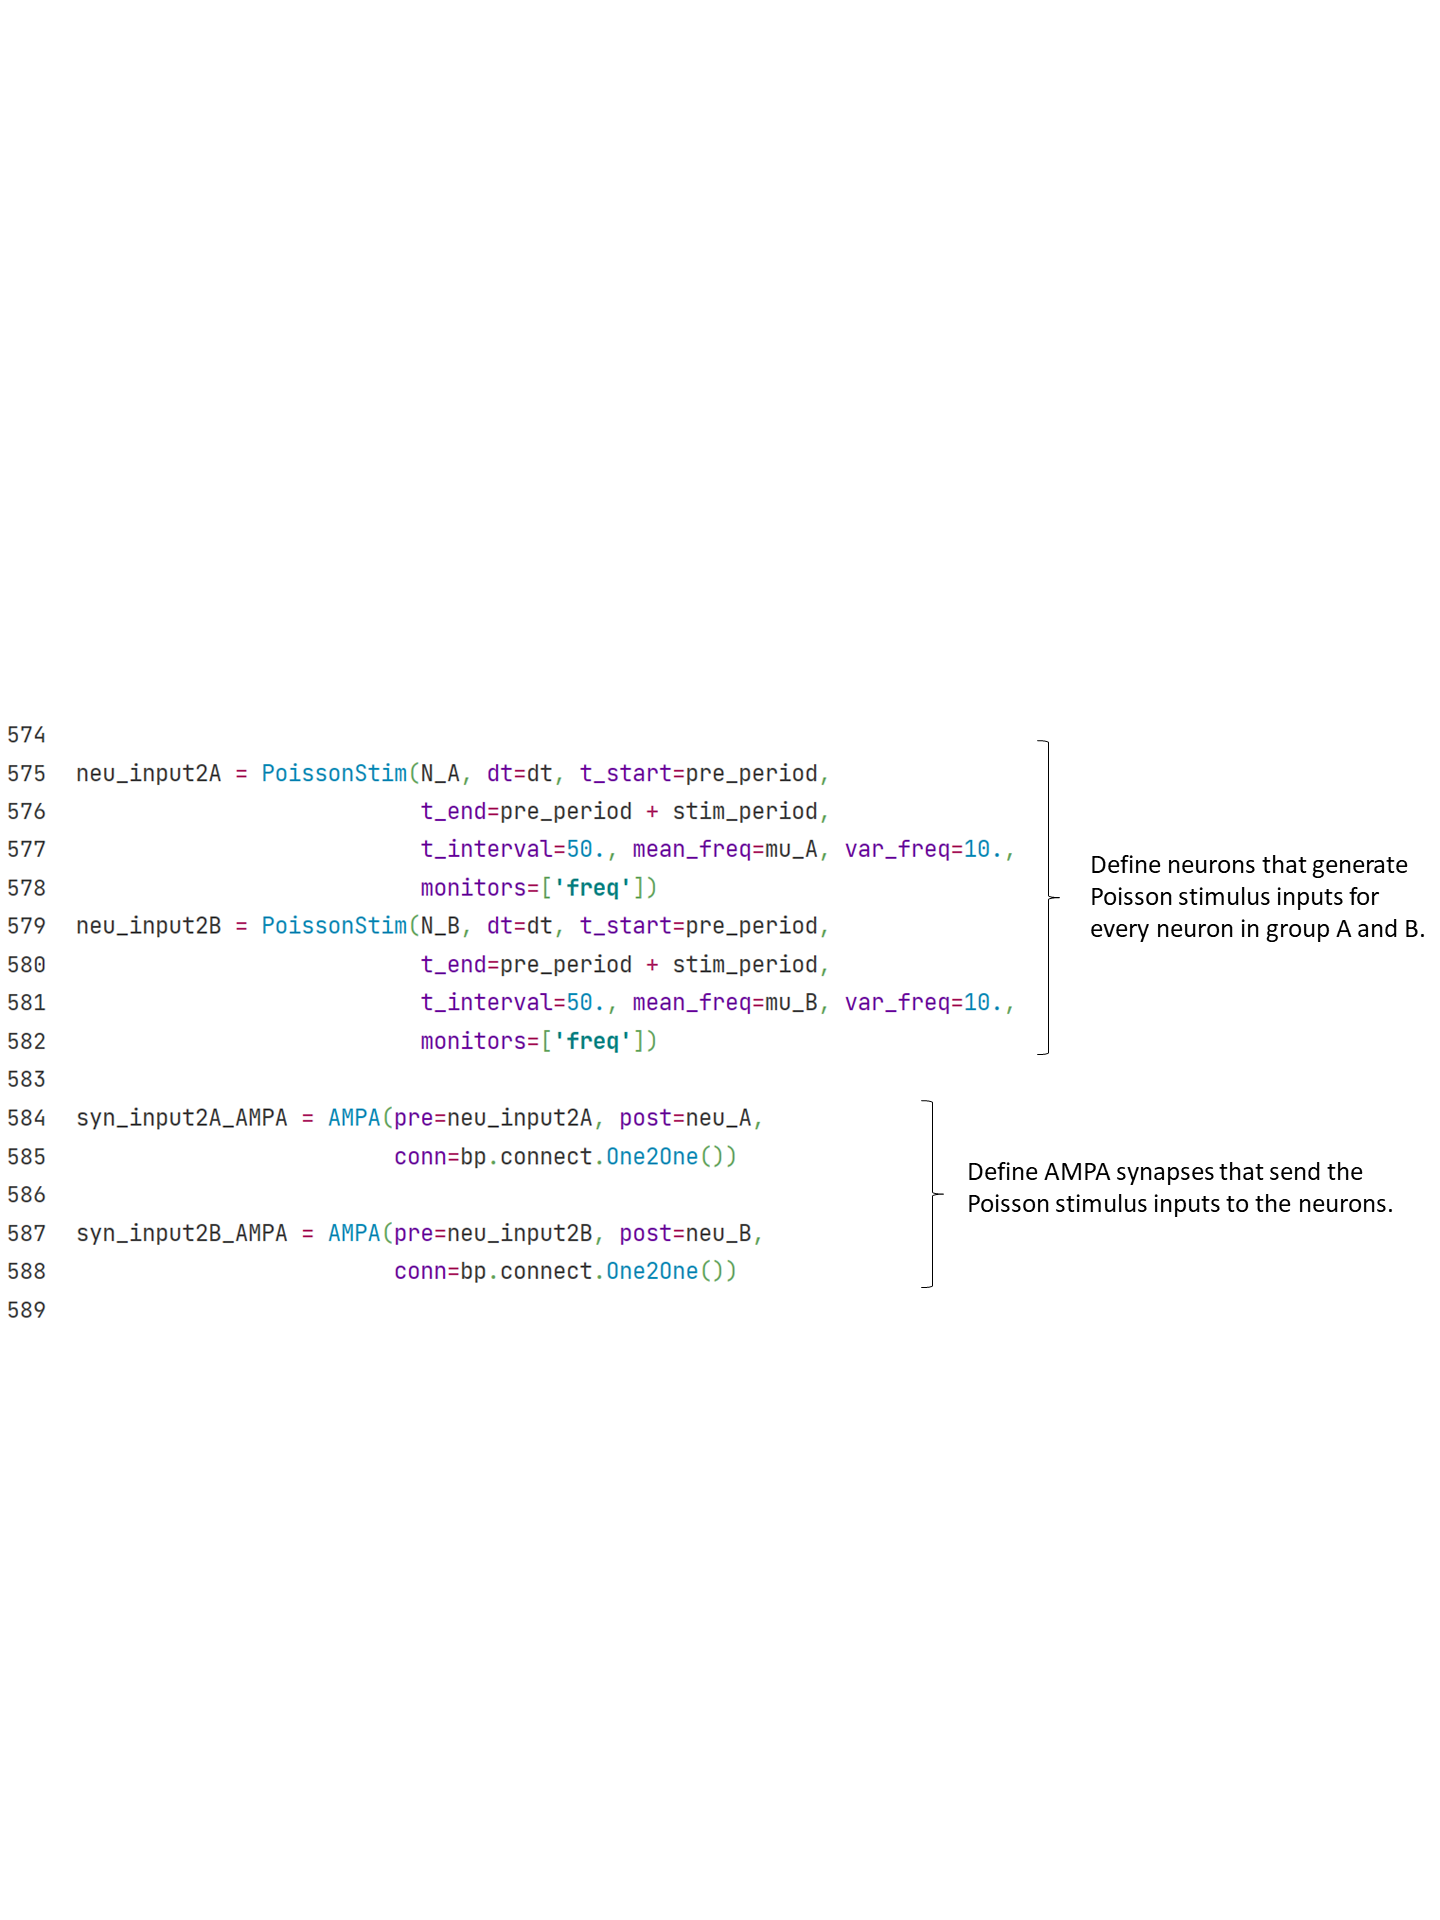 574
575 neu_input2A = PoissonStim(N_A, dt=dt, t_start=pre_period,
576 t_end=pre_period + stim_period,
577 t_interval=50., mean_freq=mu_A, var_freq=10.,
578 monitors=['freq'])
579 neu_input2B = PoissonStim(N_B, dt=dt, t_start=pre_period,
580 t_end=pre_period + stim_period,
581 t_interval=50., mean_freq=mu_B, var_freq=10.,
582 monitors=['freq'])
583
Define neurons that generate
Poisson stimulus inputs for
every neuron in group A and B.
584 syn_input2A_AMPA = AMPA(pre=neu_input2A, post=neu_A,
585 conn=bp.connect.One2One())
586
587 syn_input2B_AMPA = AMPA(pre=neu_input2B, post=neu_B,
588 conn=bp.connect.One2One())
589
Define AMPA synapses that send the
Poisson stimulus inputs to the neurons.